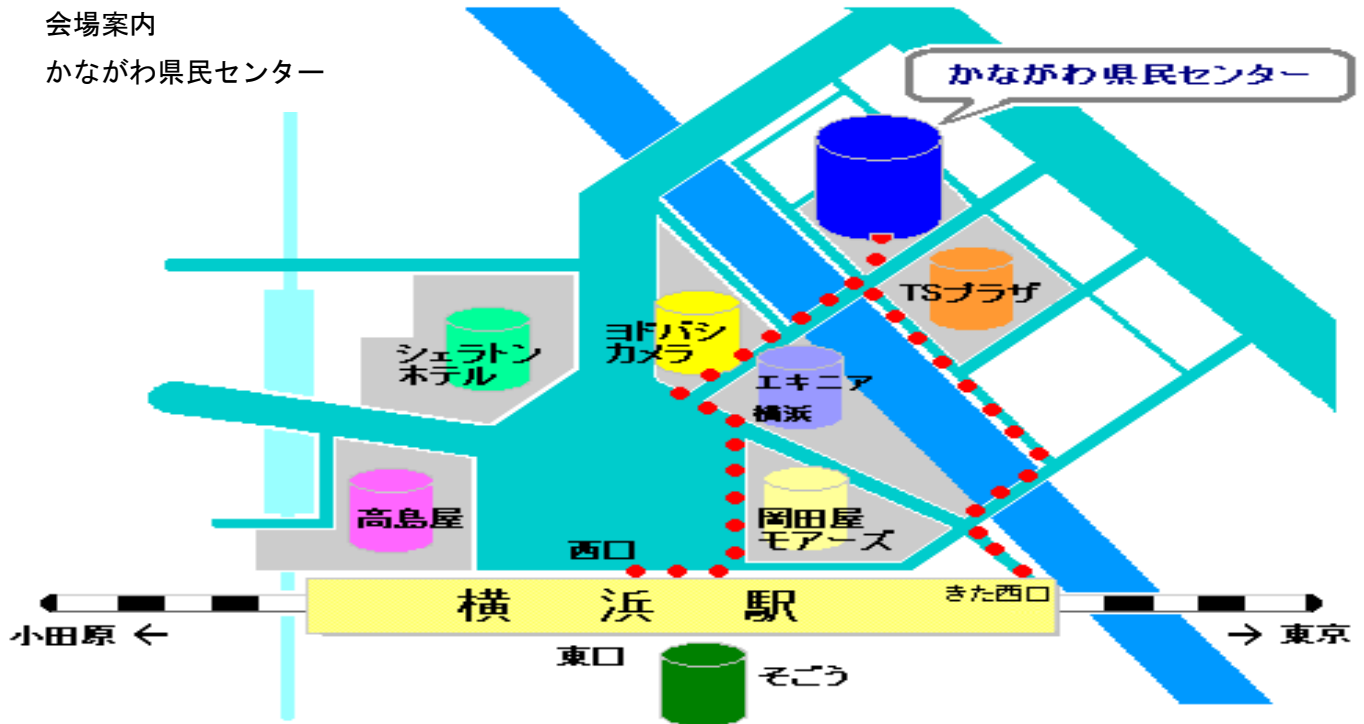 会場案内
かながわ県民センター
かながわ県民センター
TSプラザ
ヨドバシ
カメラ
シェラトン
ホテル
エキニア
横浜
高島屋
岡田屋
モアーズ
西口
横浜駅
きた西口
小田原 ←
→ 東京
東口
そごう